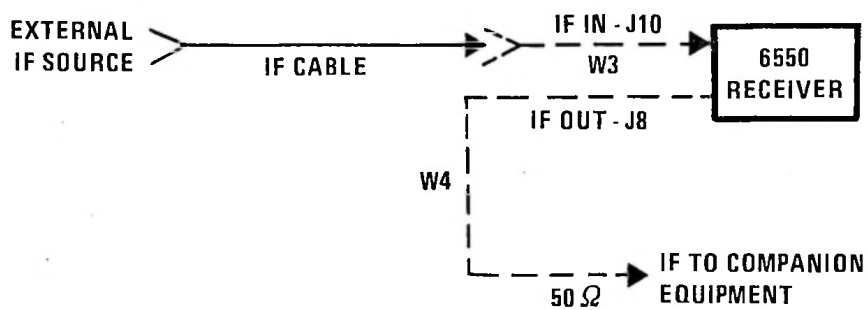 EXTERNAL
IF SOURCE
IF CABLE
IF IN - J10
W3
6550
RECEIVER
IF OUT - J8
W4
50 Ω
IF TO COMPANION
EQUIPMENT